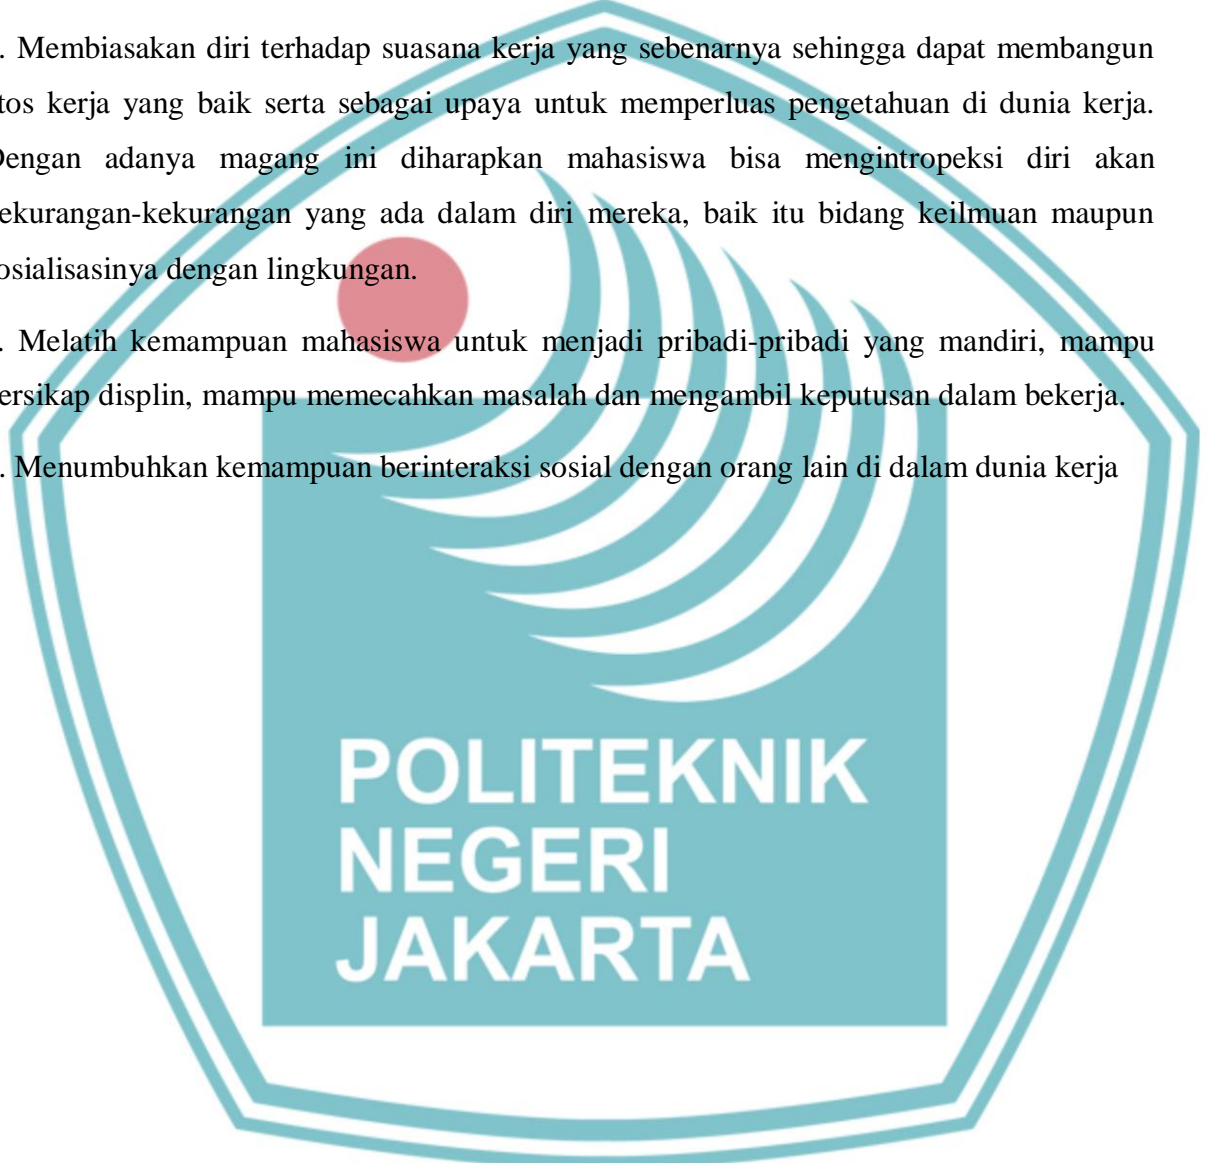 . Membiasakan diri terhadap suasana kerja yang sebenarnya sehingga dapat membangun
tos kerja yang baik serta sebagai upaya untuk memperluas pengetahuan di dunia kerja.
Dengan adanya magang ini diharapkan mahasiswa bisa mengintropeksi diri akan
ekurangan-kekurangan yang ada dalam diri mereka, baik itu bidang keilmuan maupun
osialisasinya dengan lingkungan.
. Melatih kemampuan mahasiswa untuk menjadi pribadi-pribadi yang mandiri, mampu
ersikap displin, mampu memecahkan masalah dan mengambil keputusan dalam bekerja.
. Menumbuhkan kemampuan berinteraksi sosial dengan orang lain di dalam dunia kerja
POLITEKNIK
NEGERI
JAKARTA